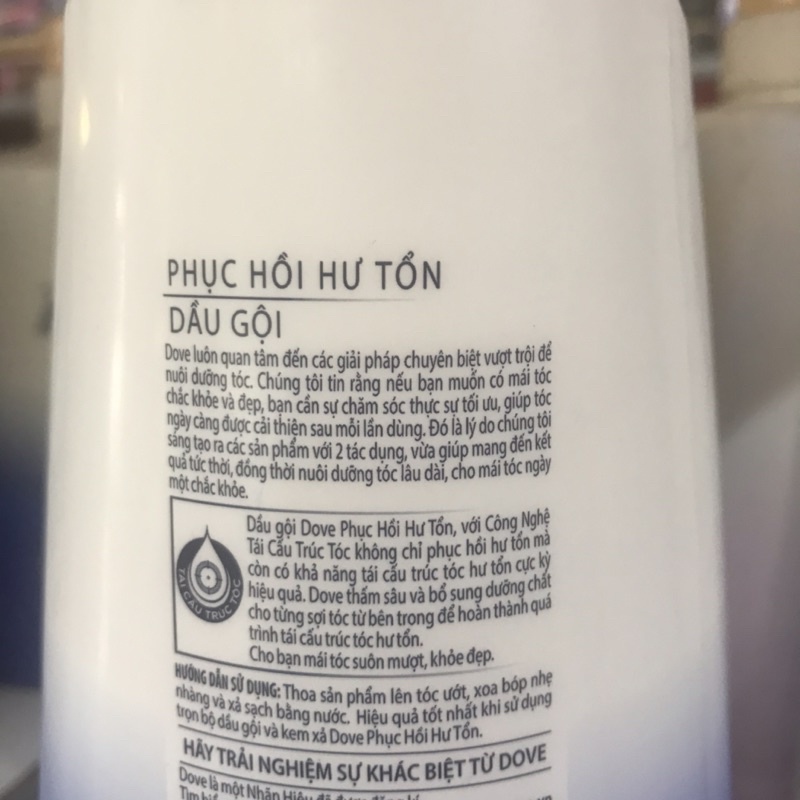 PHỤC HỒI HƯ TỔN
DẦU GỘI
Dove luôn quan tâm đến các giải pháp chuyên biệt vượt trội để
nuôi dưỡng tóc. Chúng tôi tin rằng nếu bạn muốn có mái tóc
chắc khỏe và đẹp, bạn cần sự chăm sóc thực sự tối ưu, giúp tóc
ngày càng được cải thiện sau mỗi lần dùng. Đó là lý do chúng tôi
sáng tạo ra các sản phẩm với 2 tác dụng, vừa giúp mang đến kết
quả tức thời, đồng thời nuôi dưỡng tóc lâu dài, cho mái tóc ngày
một chắc khỏe.
Dầu gội Dove Phục Hồi Hư Tổn, với Công Nghệ
Tái Cấu Trúc Tóc không chỉ phục hồi hư tổn mà
còn có khả năng tái cấu trúc tóc hư tổn cực kỳ
hiệu quả. Dove thấm sâu và bổ sung dưỡng chất
cho từng sợi tóc từ bên trong để hoàn thành quá
trình tái cấu trúc tóc hư tổn.
Cho bạn mái tóc suôn mượt, khỏe đẹp.
TÁI CẤU TRÚC TÓC
HƯỚNG DẪN SỬ DỤNG: Thoa sản phẩm lên tóc ướt, xoa bóp nhẹ
nhàng và xả sạch bằng nước. Hiệu quả tốt nhất khi sử dụng
trọn bộ dầu gội và kem xả Dove Phục Hồi Hư Tổn.
HÃY TRẢI NGHIỆM SỰ KHÁC BIỆT TỪ DOVE
Dove là một Nhãn Hiệu đã được đăng ký